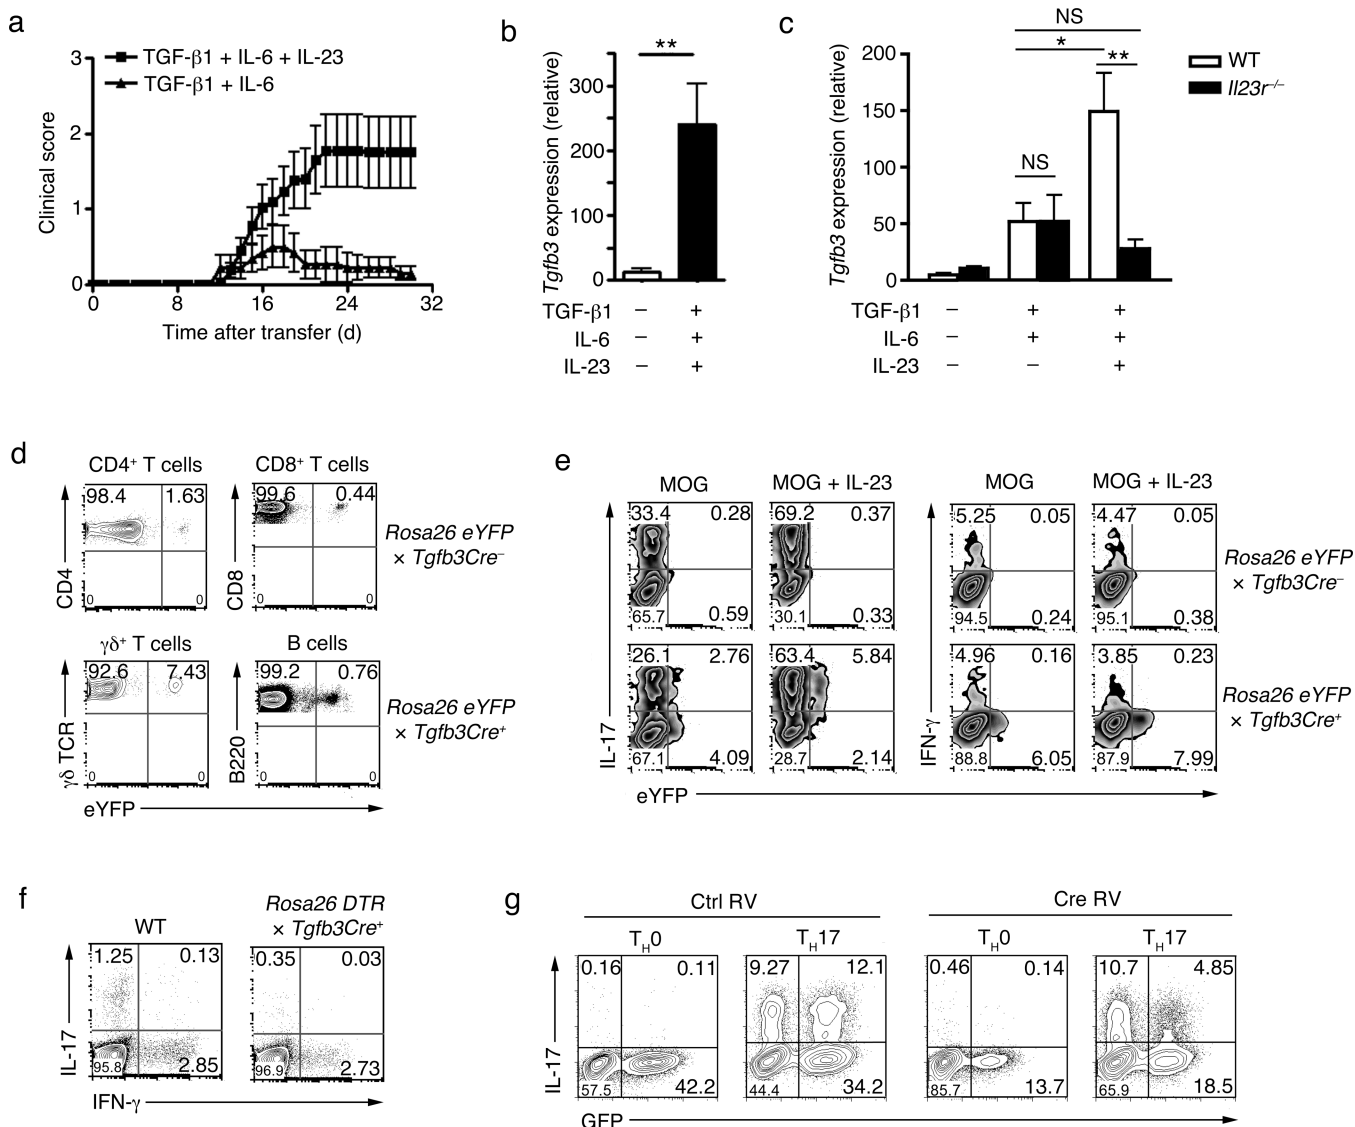 a
3
2
1
0
Clinical score
TGF-β1 + IL-6 + IL-23
TGF-β1 + IL-6
0 8 16 24 32
Time after transfer (d)
b
**
300
200
100
0
Tgfb3 expression (relative)
TGF-β1 – +
IL-6 – +
IL-23 – +
c
NS
*
**
NS
200
150
100
50
0
Tgfb3 expression (relative)
WT
Il23r–/–
TGF-β1 – + +
IL-6 – + +
IL-23 – – +
d
CD4+ T cells CD8+ T cells
98.4 1.63 99.6 0.44
0 0 0 0
CD4 CD8
Rosa26 eYFP
× Tgfb3Cre–
γδ+ T cells B cells
92.6 7.43 99.2 0.76
0 0 0 0
γδ TCR B220
Rosa26 eYFP
× Tgfb3Cre+
eYFP
e
MOG MOG + IL-23 MOG MOG + IL-23
33.4 0.28 69.2 0.37 5.25 0.05 4.47 0.05
65.7 0.59 30.1 0.33 94.5 0.24 95.1 0.38
Rosa26 eYFP
× Tgfb3Cre–
26.1 2.76 63.4 5.84 4.96 0.16 3.85 0.23
67.1 4.09 28.7 2.14 88.8 6.05 87.9 7.99
Rosa26 eYFP
× Tgfb3Cre+
IL-17 IFN-γ
eYFP
f
WT
Rosa26 DTR
× Tgfb3Cre+
1.25 0.13 0.35 0.03
95.8 2.85 96.9 2.73
IL-17
IFN-γ
g
Ctrl RV Cre RV
TH0 TH17 TH0 TH17
0.16 0.11 9.27 12.1 0.46 0.14 10.7 4.85
57.5 42.2 44.4 34.2 85.7 13.7 65.9 18.5
IL-17
GFP